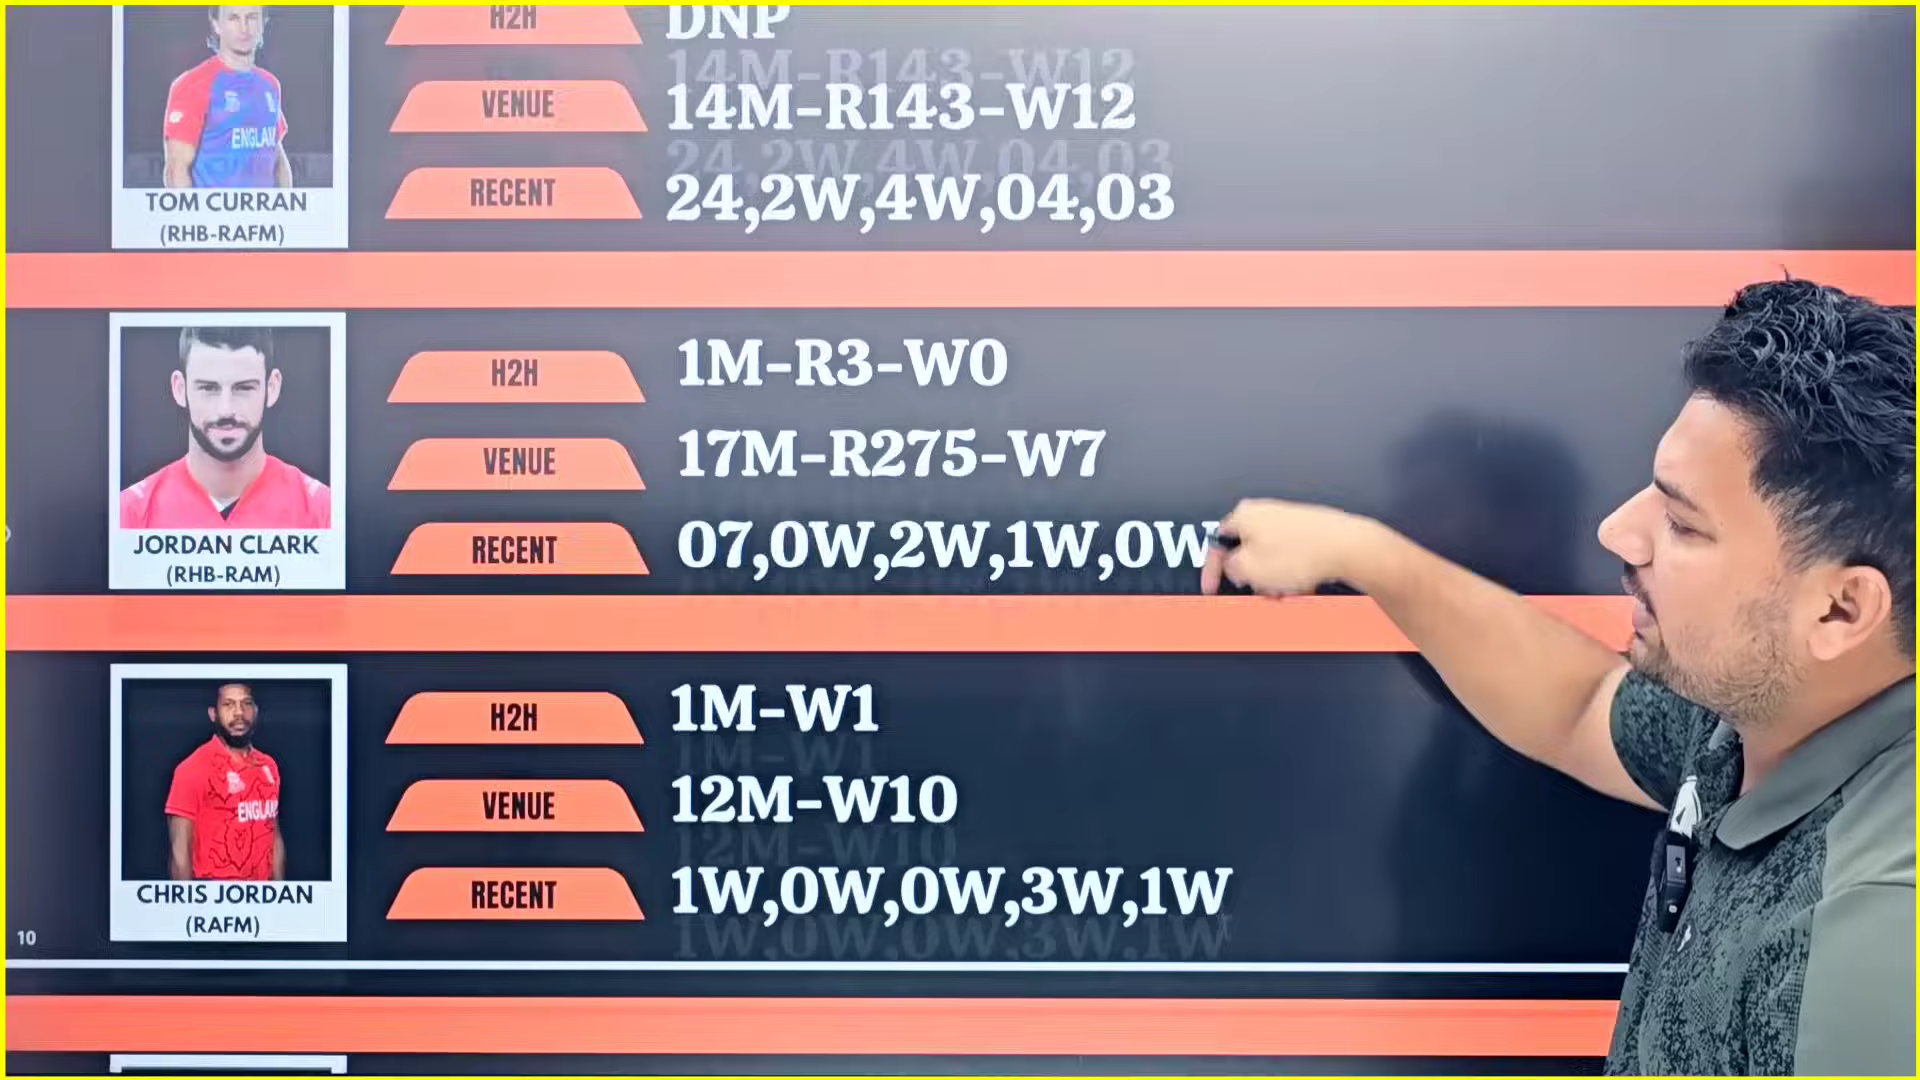 H2H DNP
VENUE 14M-R143-W12
RECENT 24,2W,4W,04,03
ENGLAN
TOM CURRAN
(RHB-RAFM)
H2H 1M-R3-W0
VENUE 17M-R275-W7
RECENT 07,0W,2W,1W,0W
JORDAN CLARK
(RHB-RAM)
H2H 1M-W1
VENUE 12M-W10
RECENT 1W,0W,0W,3W,1W
ENGLAN
CHRIS JORDAN
(RAFM)
10